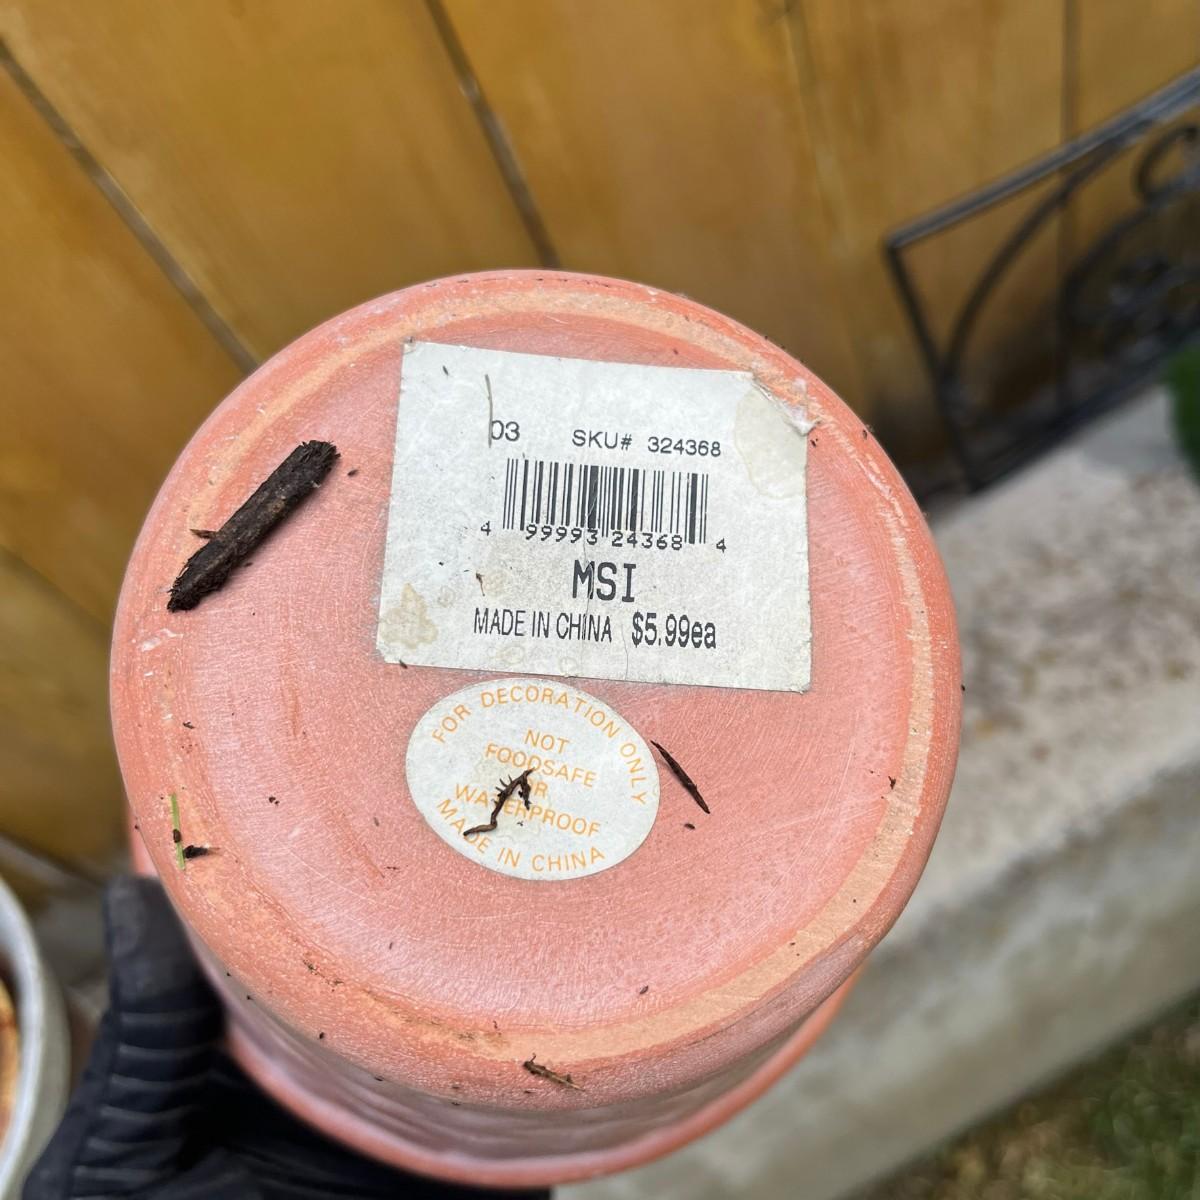 03 SKU# 324368
4 99993 24368 4
MSI
MADE IN CHINA $5.99ea
FOR DECORATION ONLY
NOT
FOODSAFE
OR
WATERPROOF
MADE IN CHINA